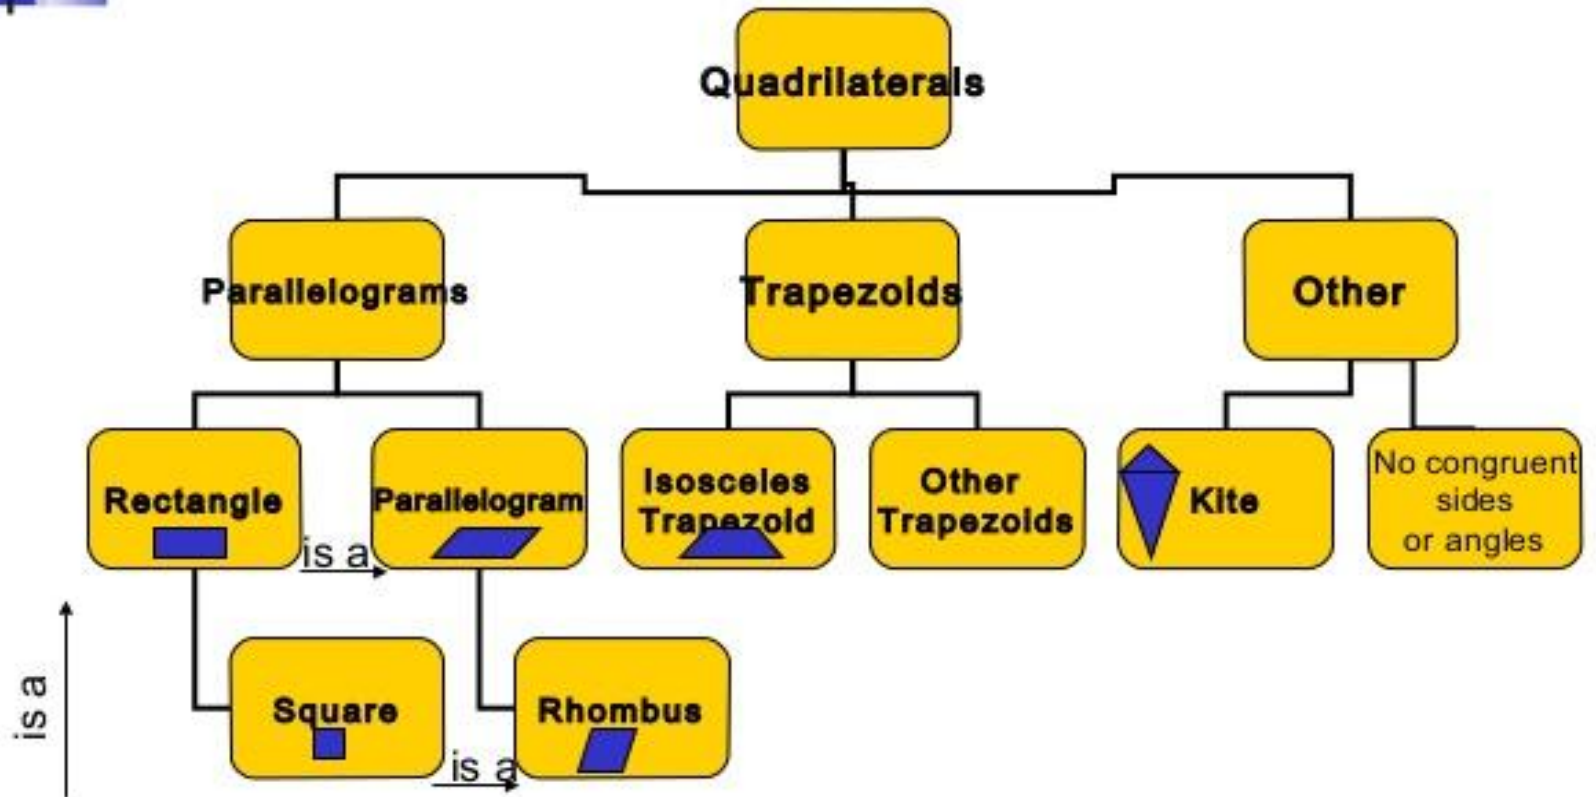 Quadrilaterals
Parallelograms
Trapezoids
Other
Rectangle
Parallelogram
Isosceles
Trapezoid
Other
Trapezoids
Kite
No congruent
sides
or angles
is a
is a
Square
Rhombus
is a